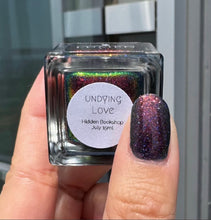 UNDYING
LOVE
Hidden Bookshop
July 15ml